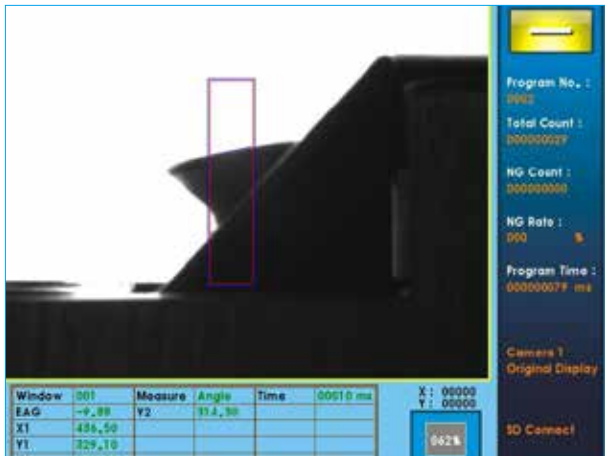 Program No. :
0002
Total Count :
000000029
NG Count :
000000000
NG Rate :
000 %
Program Time :
000000079 ms
Camera 1
Original Display
SD Connect
Window 001 Measure Angle Time 00010 ms
EAG Y2 314,50
X1 436,50
Y1 329,10
X : 00000
Y : 00000
062%